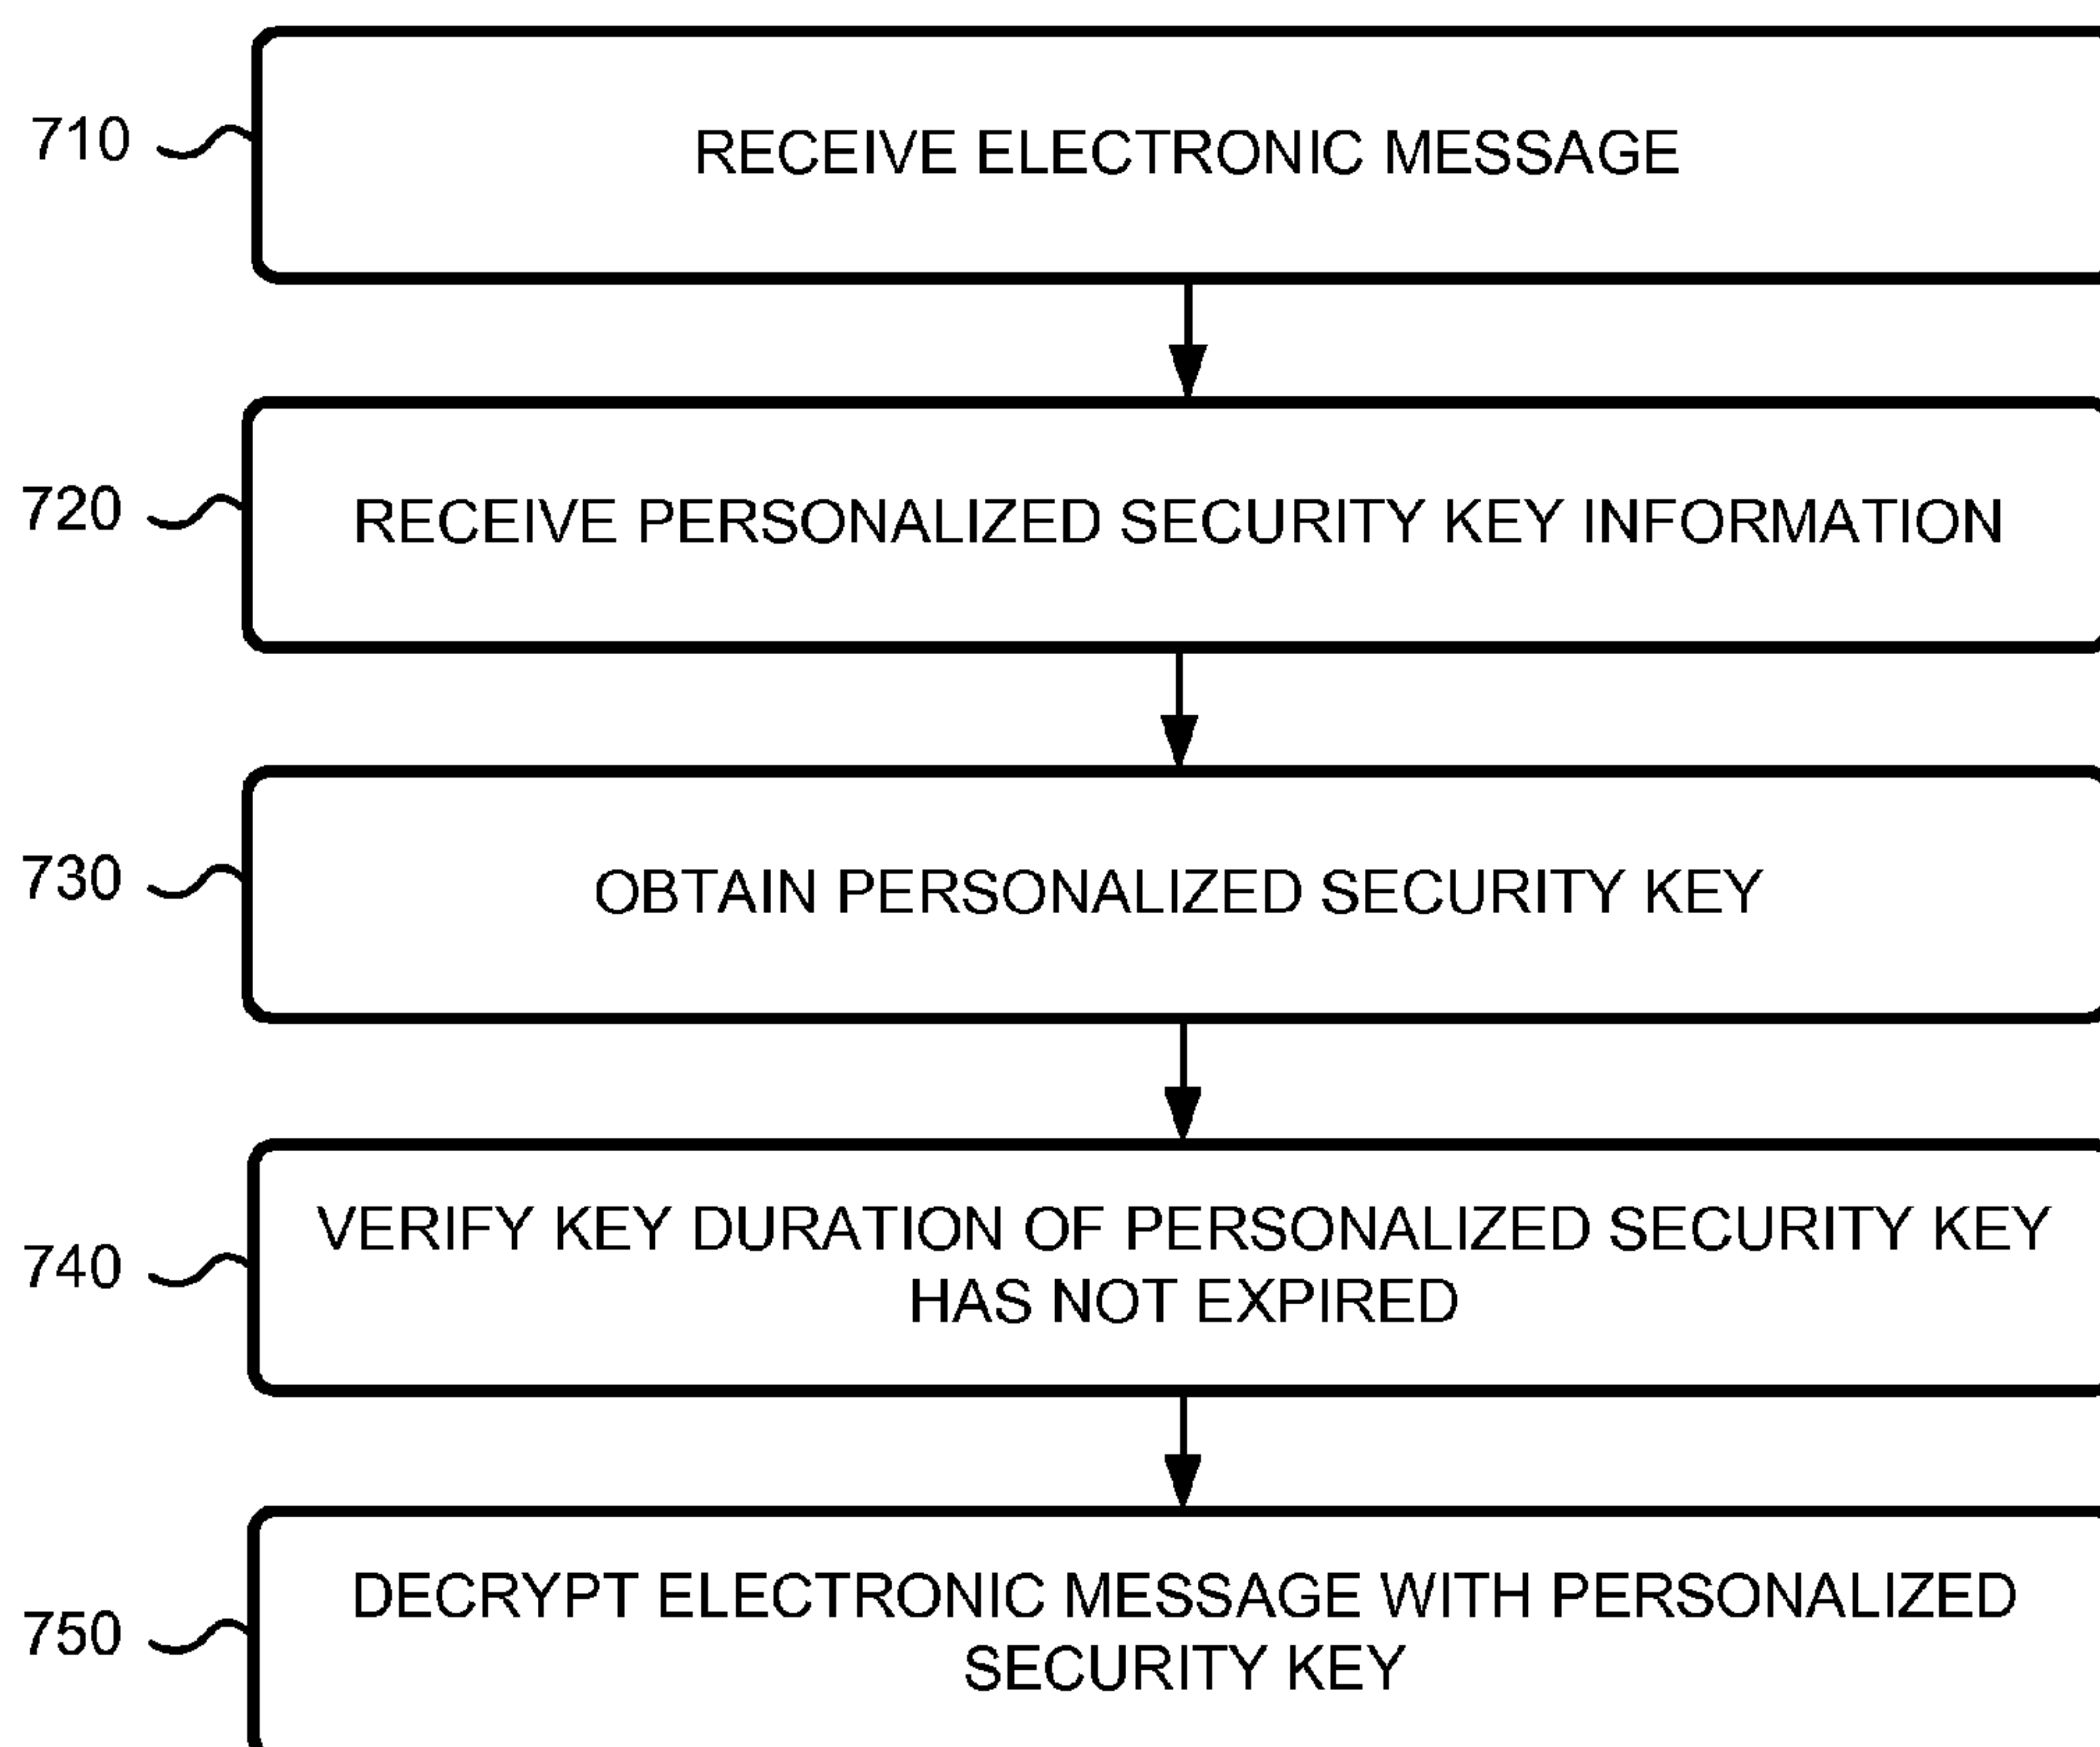 710
RECEIVE ELECTRONIC MESSAGE
720
RECEIVE PERSONALIZED SECURITY KEY INFORMATION
730
OBTAIN PERSONALIZED SECURITY KEY
740
VERIFY KEY DURATION OF PERSONALIZED SECURITY KEY
HAS NOT EXPIRED
750
DECRYPT ELECTRONIC MESSAGE WITH PERSONALIZED
SECURITY KEY